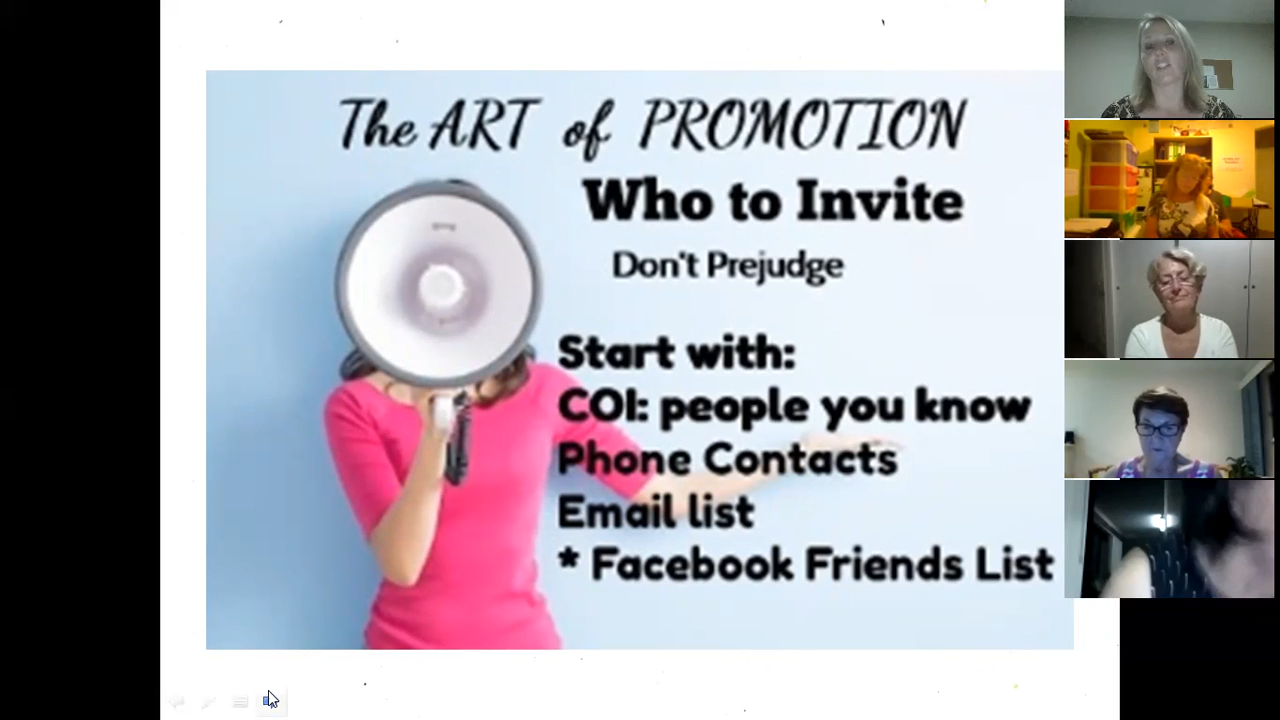 The ART of PROMOTION
Who to Invite
Don't Prejudge
Start with:
COI: people you know
Phone Contacts
Email list
* Facebook Friends List